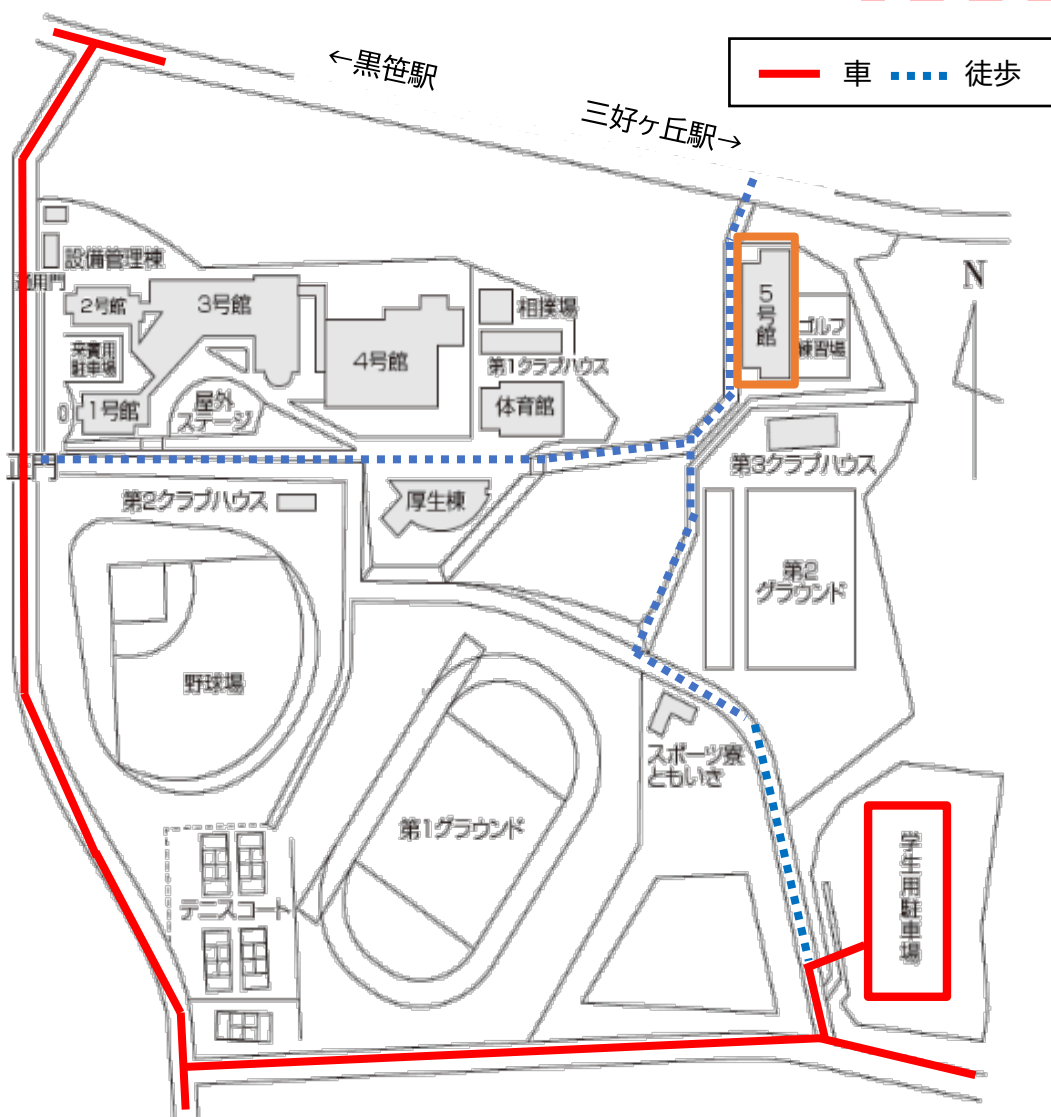 ←黒笹駅
車
徒歩
三好ヶ丘駅→
N
設備管理棟
通用門
2号館
3号館
来賓用
駐車場
1号館
屋外
ステージ
4号館
相撲場
第1クラブハウス
体育館
5号館
ゴルフ
練習場
正門
第2クラブハウス
厚生棟
第3クラブハウス
第2
グラウンド
野球場
スポーツ寮
ともいき
第1グラウンド
テニスコート
学生用駐車場